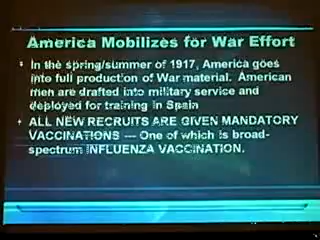 America Mobilizes for War Effort
• In the spring/summer of 1917, America goes
into full production of War material. American
men are drafted into military service and
deployed for training in Spain
• ALL NEW RECRUITS ARE GIVEN MANDATORY
VACCINATIONS --- One of which is broad-
spectrum INFLUENZA VACCINATION.